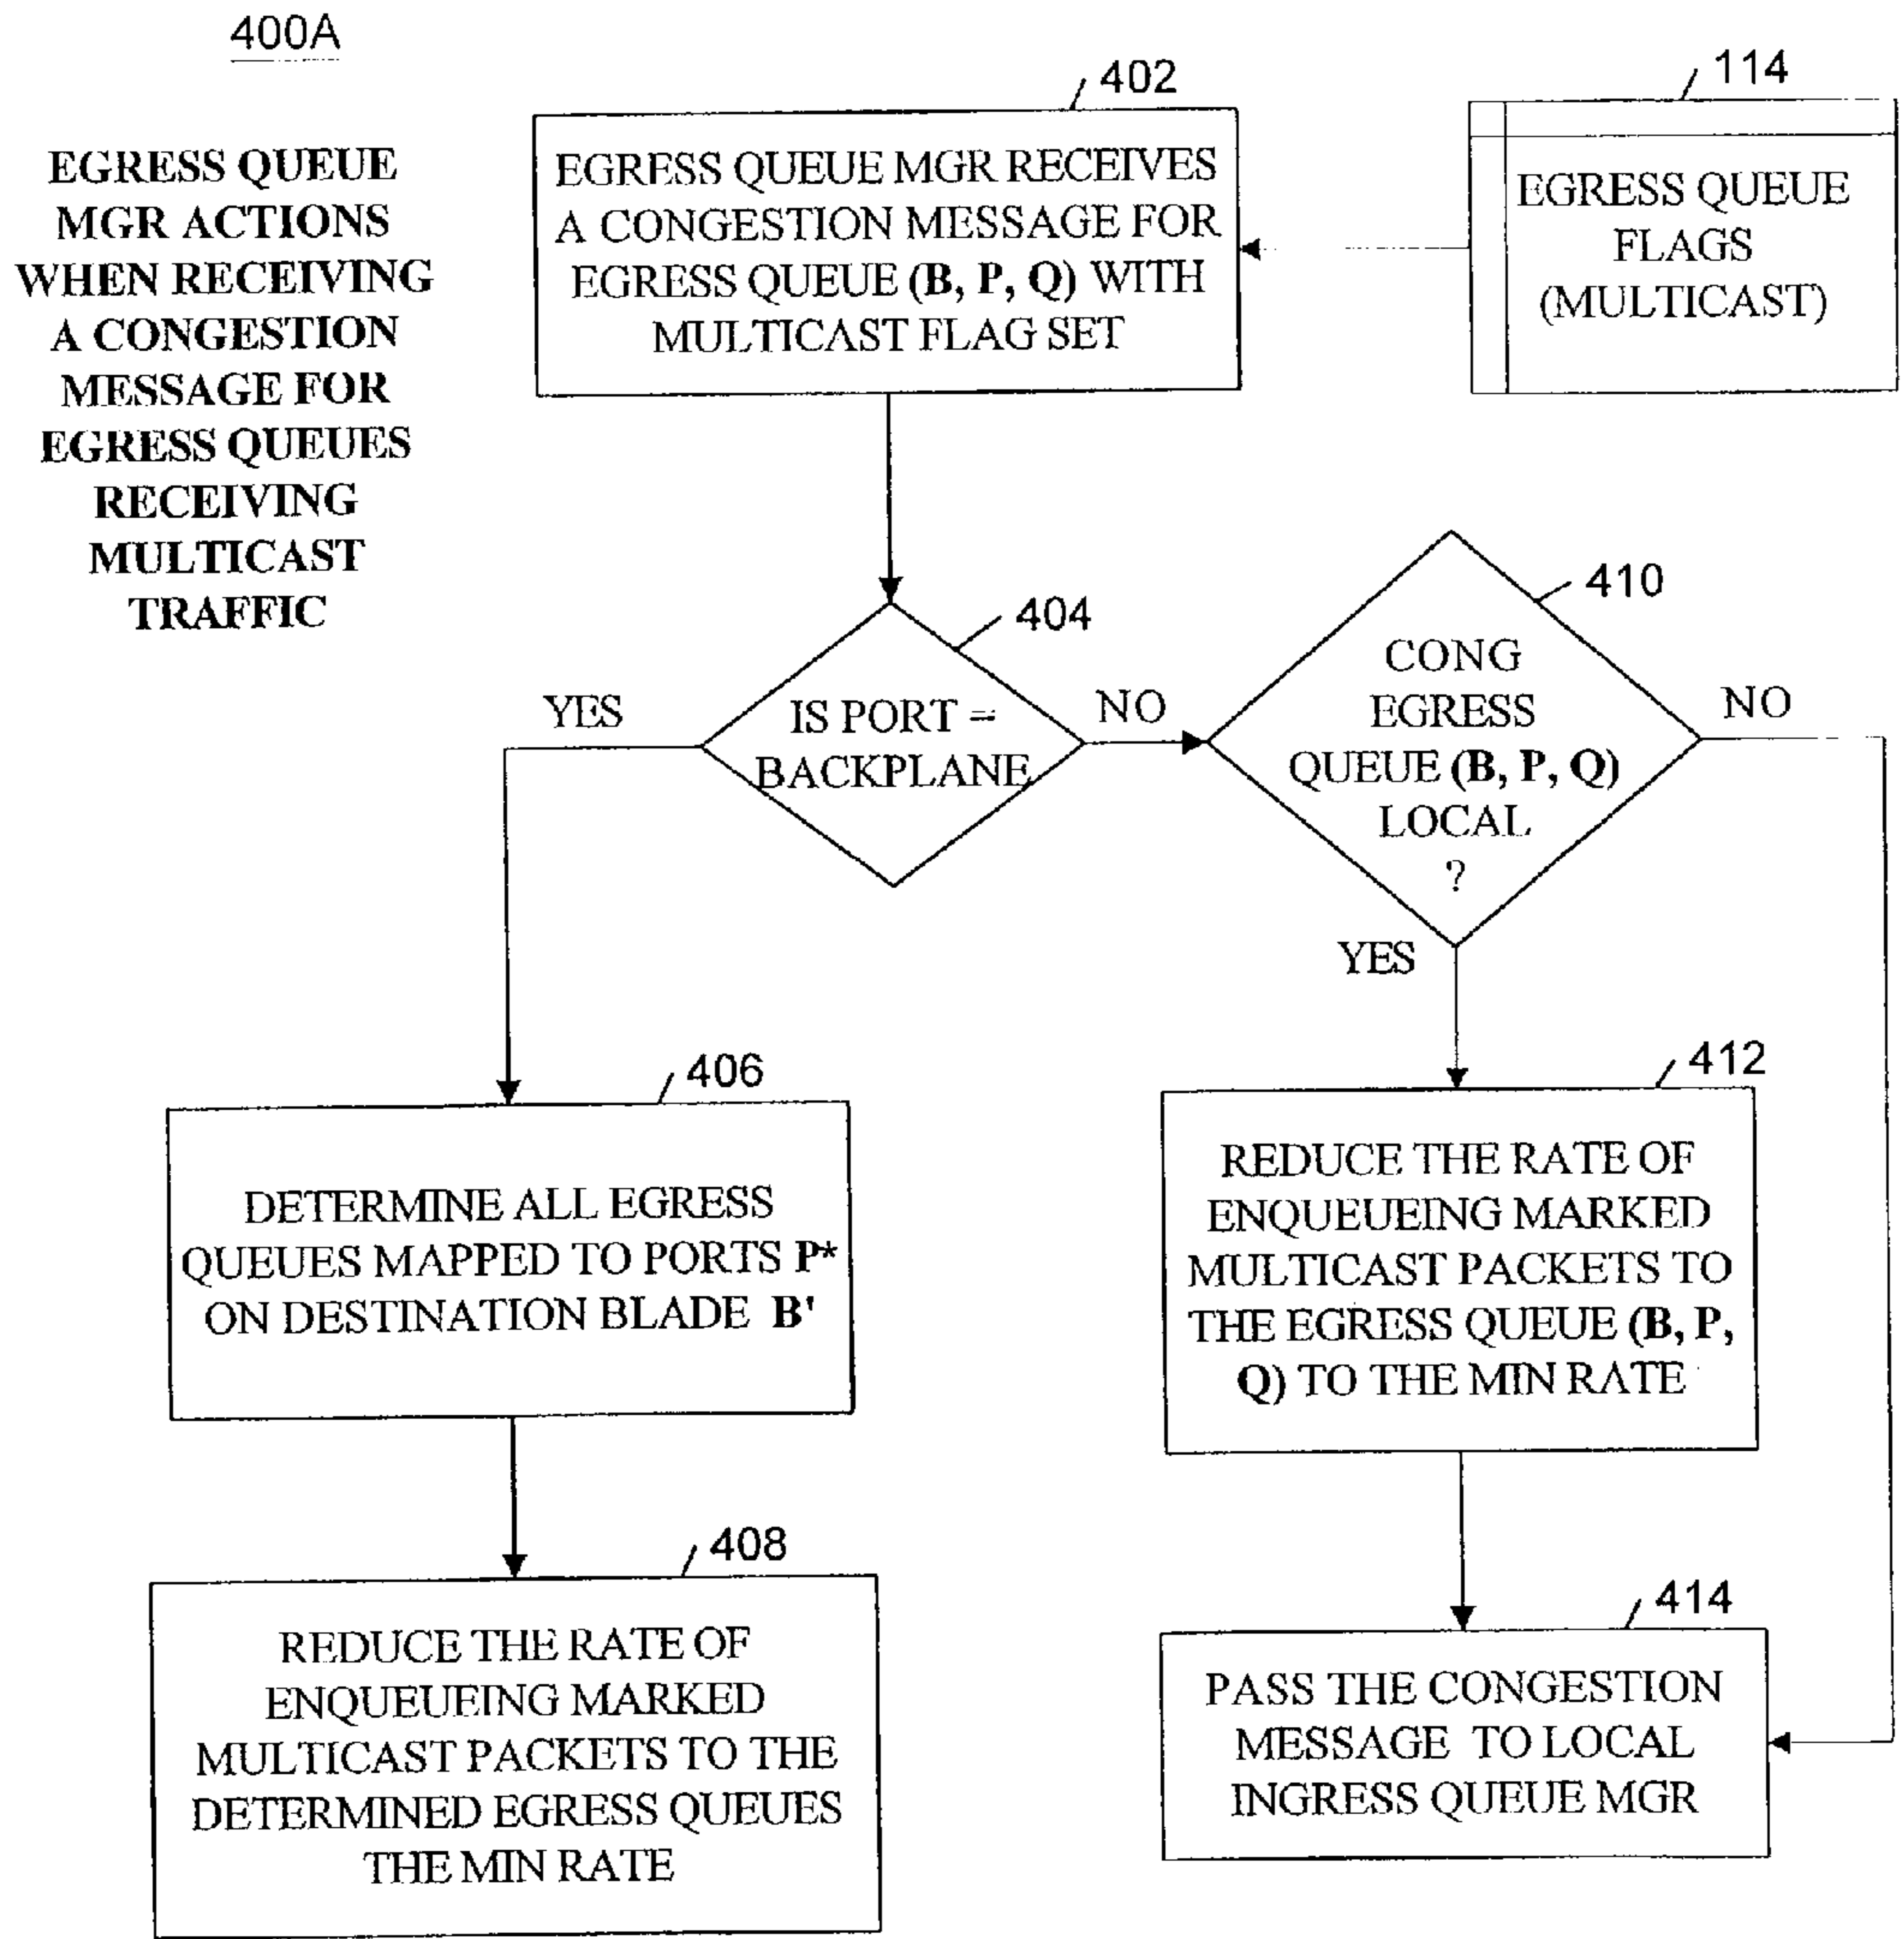 400A
EGRESS QUEUE
MGR ACTIONS
WHEN RECEIVING
A CONGESTION
MESSAGE FOR
EGRESS QUEUES
RECEIVING
MULTICAST
TRAFFIC
402
EGRESS QUEUE MGR RECEIVES
A CONGESTION MESSAGE FOR
EGRESS QUEUE (B, P, Q) WITH
MULTICAST FLAG SET
114
EGRESS QUEUE
FLAGS
(MULTICAST)
404
IS PORT =
BACKPLANE
YES
NO
410
CONG
EGRESS
QUEUE (B, P, Q)
LOCAL
?
NO
YES
406
DETERMINE ALL EGRESS
QUEUES MAPPED TO PORTS P*
ON DESTINATION BLADE B'
412
REDUCE THE RATE OF
ENQUEUEING MARKED
MULTICAST PACKETS TO
THE EGRESS QUEUE (B, P,
Q) TO THE MIN RATE
408
REDUCE THE RATE OF
ENQUEUEING MARKED
MULTICAST PACKETS TO THE
DETERMINED EGRESS QUEUES
THE MIN RATE
414
PASS THE CONGESTION
MESSAGE TO LOCAL
INGRESS QUEUE MGR